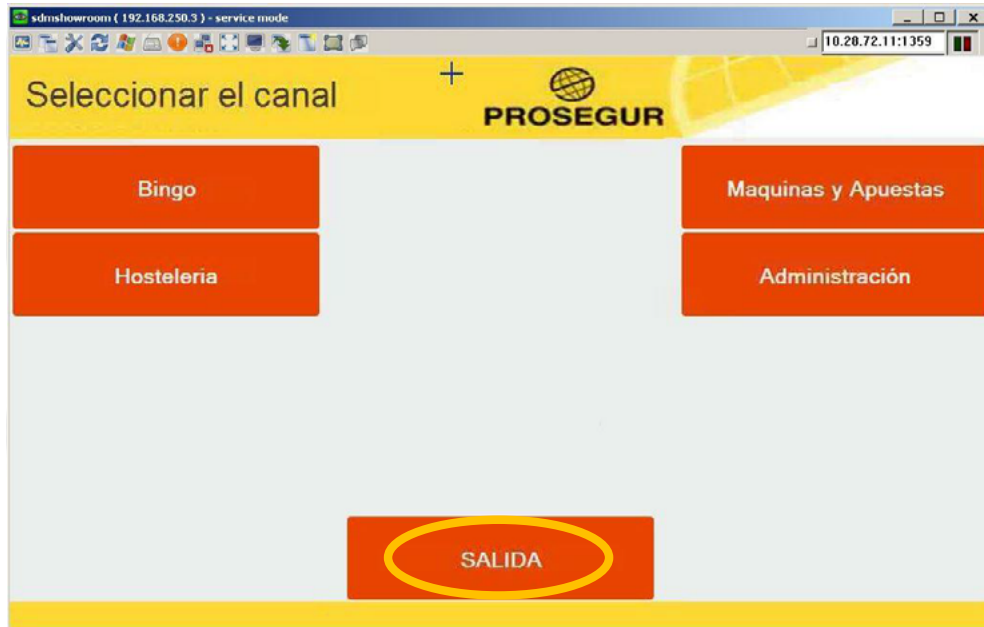 sdmshowroom ( 192.168.250.3 ) - service mode
10.20.72.11:1359
Seleccionar el canal
PROSEGUR
Bingo
Maquinas y Apuestas
Hosteleria
Administración
SALIDA